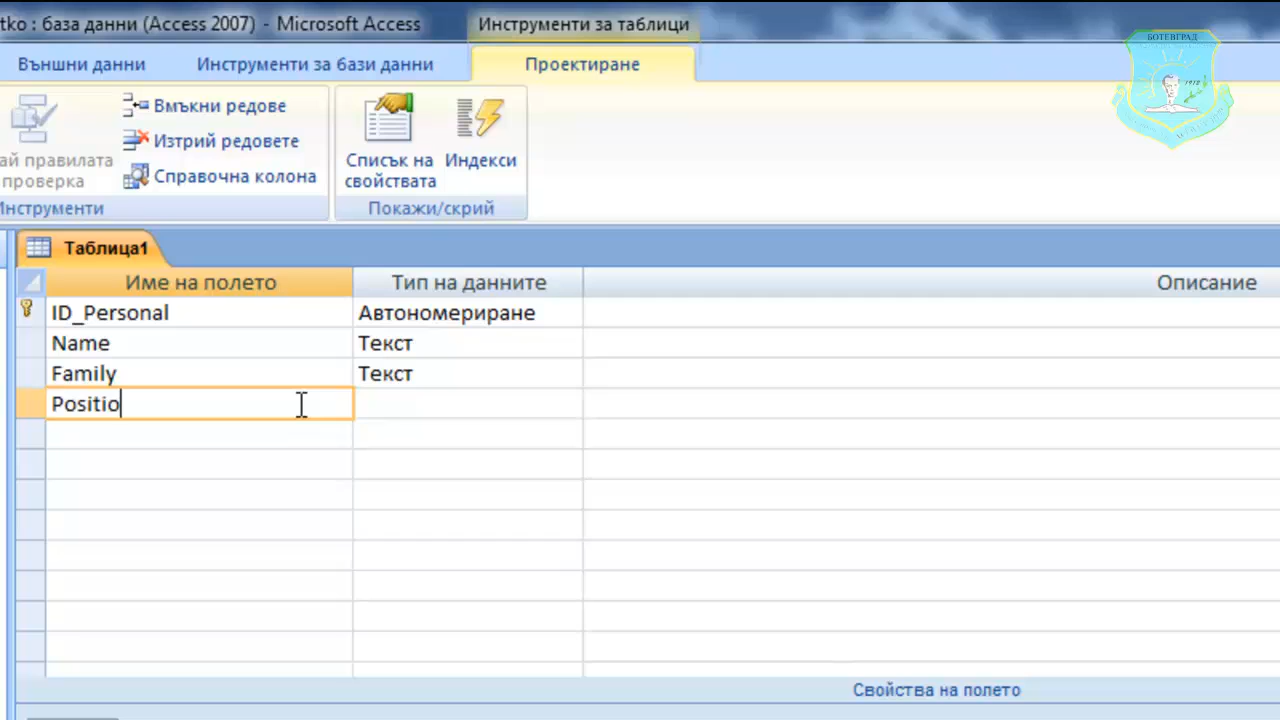 tko : база данни (Access 2007) - Microsoft Access
Инструменти за таблици
БОТЕВГРАД
Външни данни
Инструменти за бази данни
Проектиране
Вмъкни редове
Изтрий редовете
Справочна колона
ай правилата
проверка
Списък на
свойствата
Индекси
Инструменти
Покажи/скрий
Таблица1
Име на полето
Тип на данните
Описание
ID_Personal
Автономериране
Name
Текст
Family
Текст
Positio
Свойства на полето